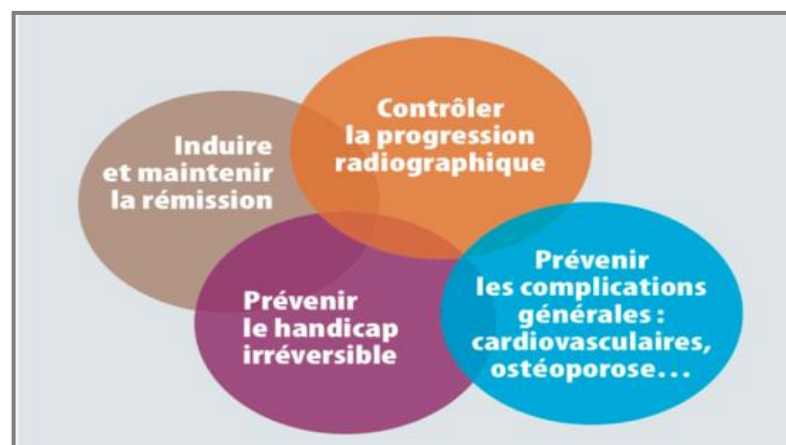 Induire
et maintenir
la rémission
Contrôler
la progression
radiographique
Prévenir
le handicap
irréversible
Prévenir
les complications
générales :
cardiovasculaires,
ostéoporose…